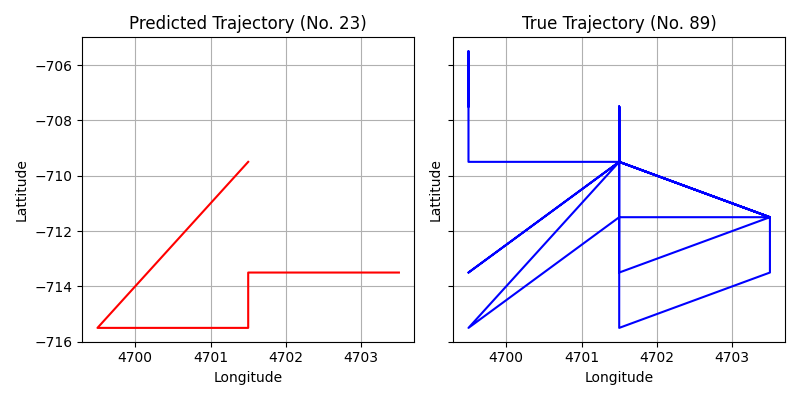 Predicted Trajectory (No. 23)
True Trajectory (No. 89)
Lattitude
−706
−708
−710
−712
−714
−716
4700
4701
4702
4703
Longitude
Lattitude
4700
4701
4702
4703
Longitude